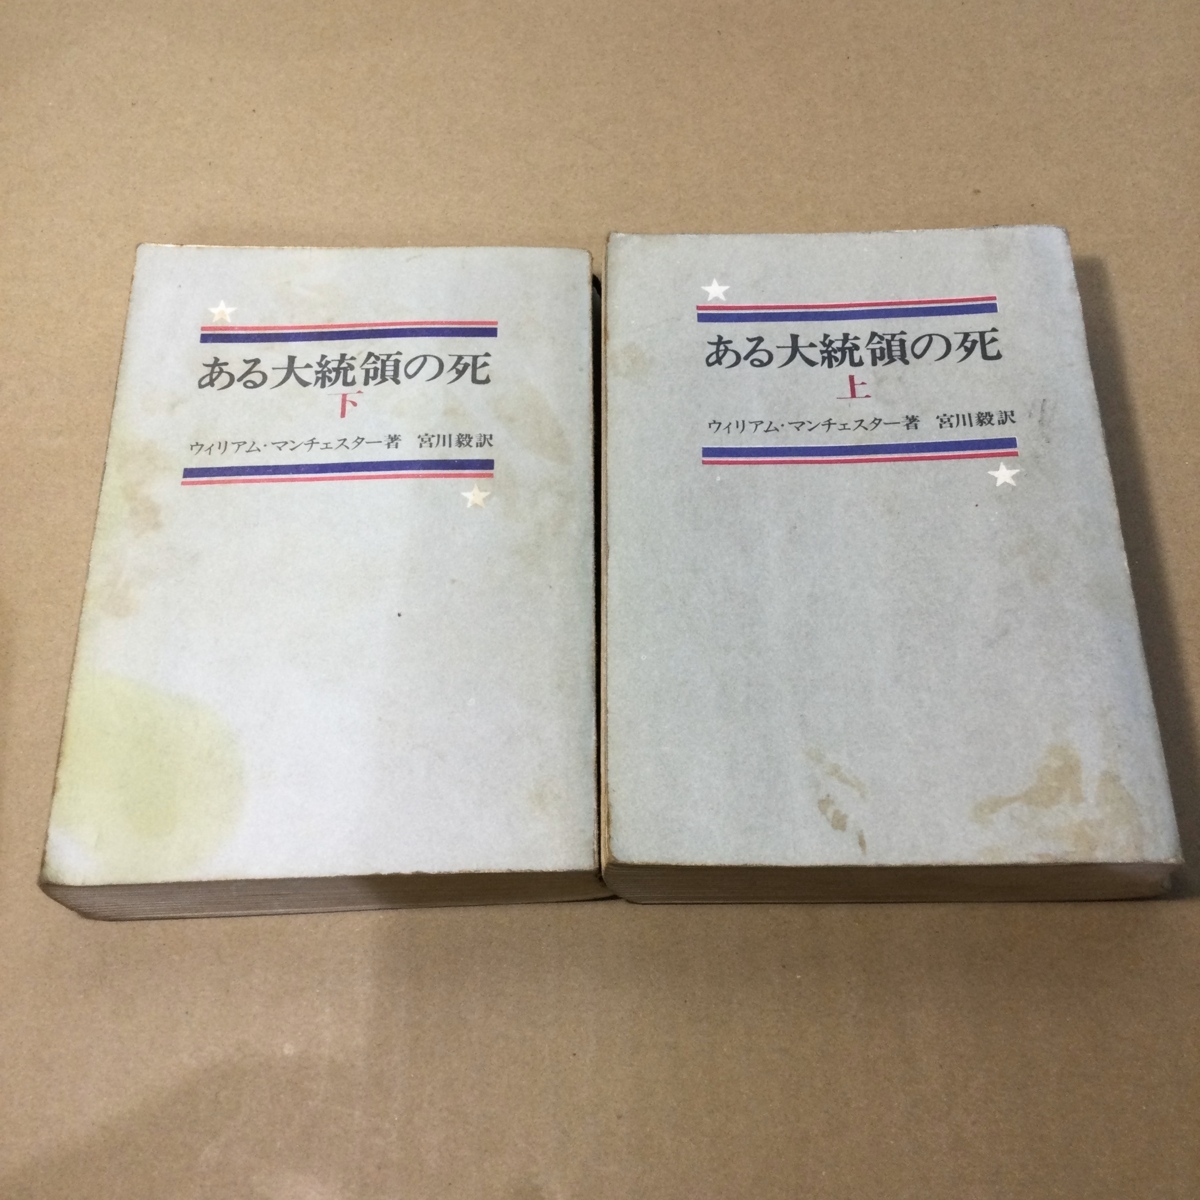 ある大統領の死
下
ウィリアム・マンチェスター著 宮川毅訳
ある大統領の死
上
ウィリアム・マンチェスター著 宮川毅訳